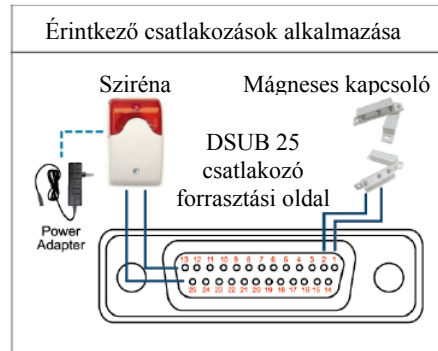 Érintkező csatlakozások alkalmazása
Sziréna
Mágneses kapcsoló
DSUB 25
csatlakozó
forrasztási oldal
Power
Adapter
13 12 11 10 9 8 7 6 5 4 3 2 1
25 24 23 22 21 20 19 18 17 16 15 14